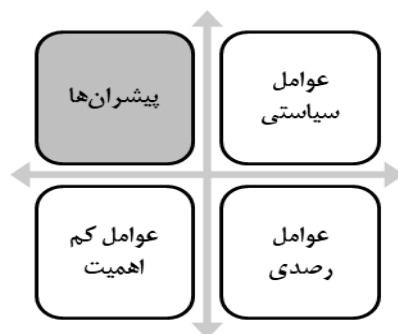 عوامل
سیاستی
پیشران‌ها
عوامل
رصدی
عوامل کم
اهمیت